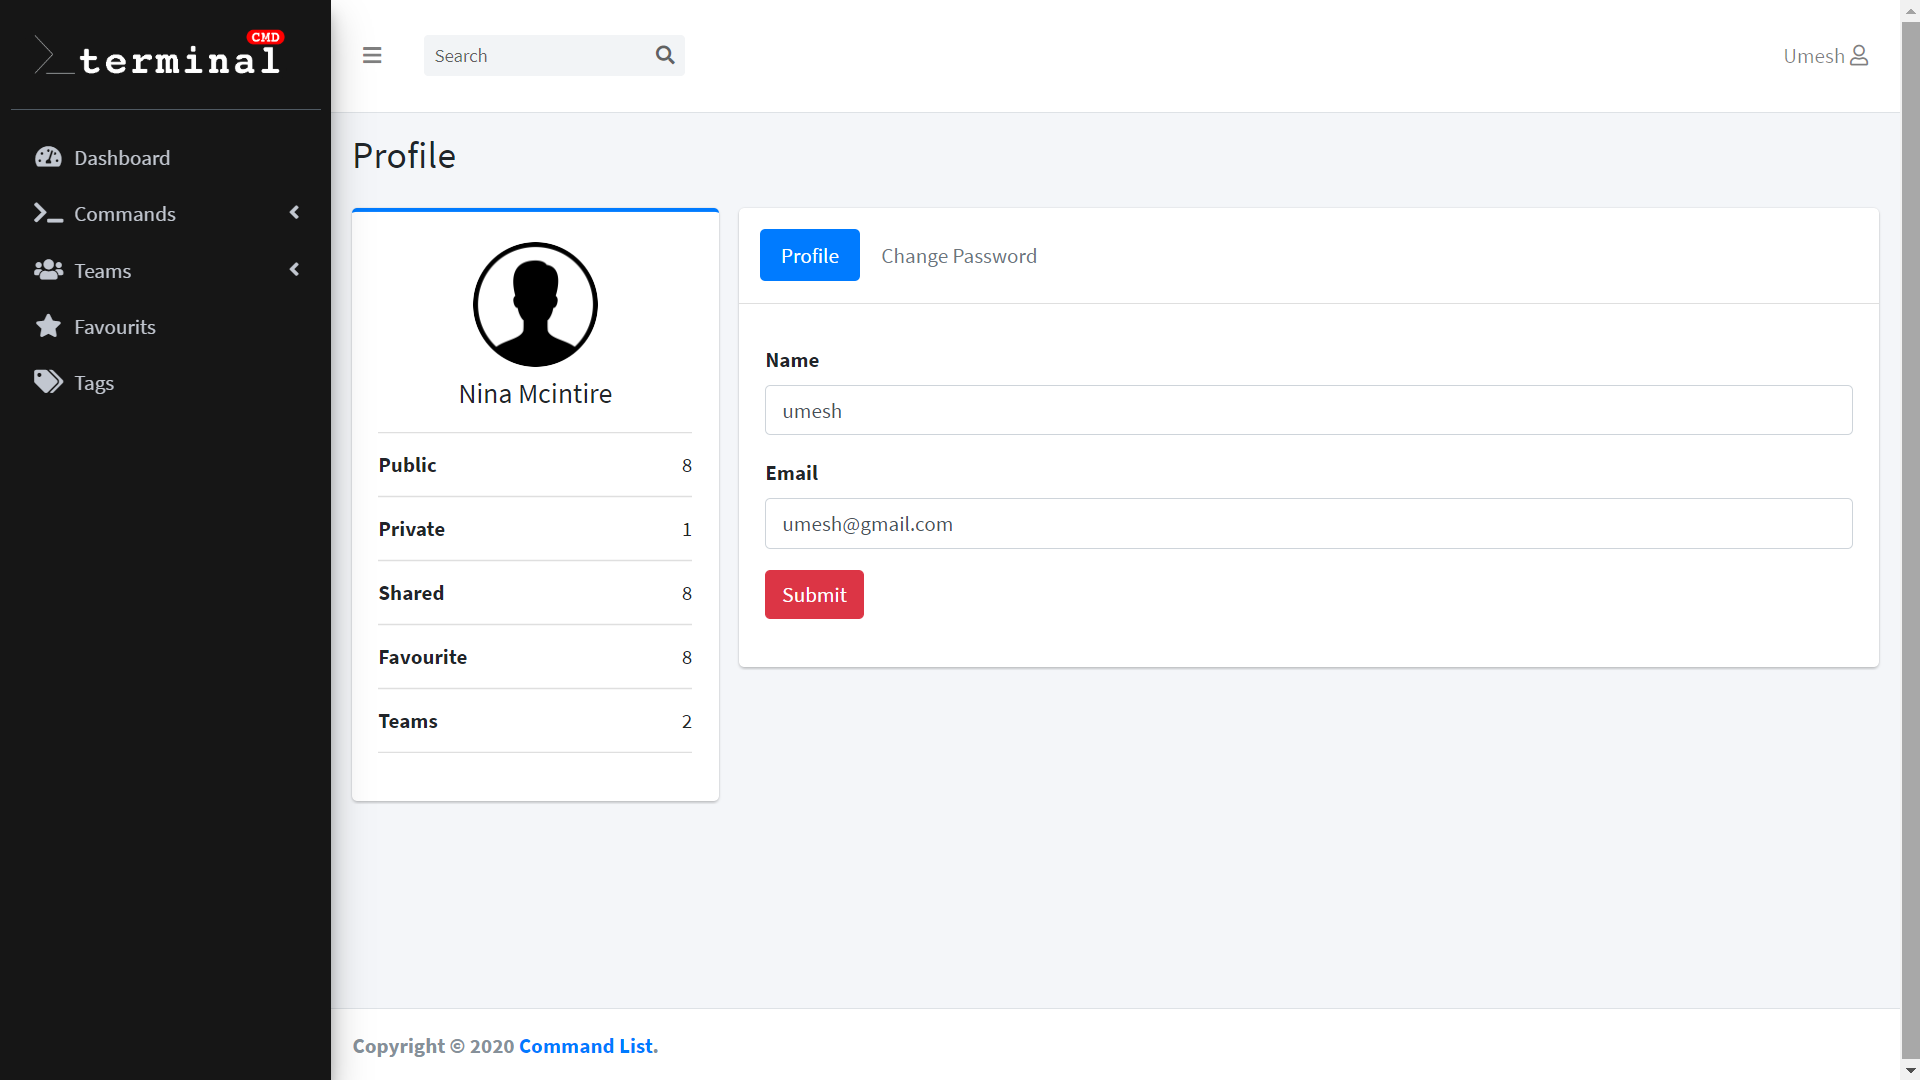 terminal CMD
Search
Umesh
Dashboard
Commands
Teams
Favourits
Tags
Profile
Nina Mcintire
Public 8
Private 1
Shared 8
Favourite 8
Teams 2
Profile Change Password
Name
umesh
Email
umesh@gmail.com
Submit
Copyright © 2020 Command List.